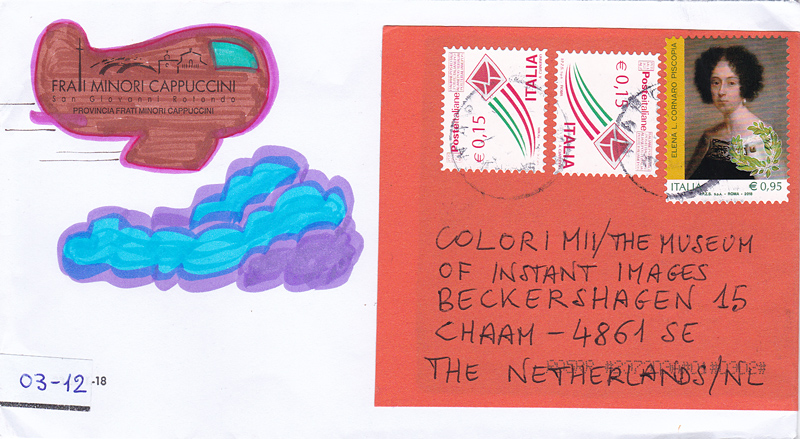 FRATI MINORI CAPPUCCINI
San Giovanni Rotondo
PROVINCIA FRATI MINORI CAPPUCCINI
Posteitaliane
€ 0,15
ITALIA
Posteitaliane
€ 0,15
ITALIA
ELENA L. CORNARO PISCOPIA
ITALIA € 0,95
I.P.Z.S. S.p.A. - ROMA - 2018
COLORI MII/THE MUSEUM
OF INSTANT IMAGES
BECKERSHAGEN 15
CHAAM - 4861 SE
THE NETHERLANDS/NL
03-12-18